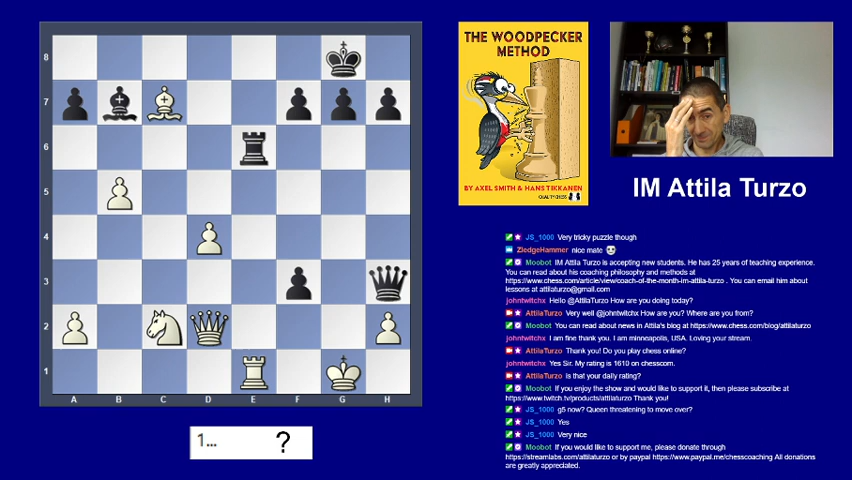 8
7
6
5
4
3
2
1
A B C D E F G H
1... ?
THE WOODPECKER
METHOD
BY AXEL SMITH & HANS TIKKANEN
QUALITY CHESS
IM Attila Turzo
JS_1000 Very tricky puzzle though
ZledgeHammer nice mate
Moobot IM Attila Turzo is accepting new students. He has 25 years of teaching experience.
You can read about his coaching philosophy and methods at
https://www.chess.com/article/view/coach-of-the-month-im-attila-turzo . You can email him about
lessons at attilaturzo@gmail.com
johntwitchx Hello @AttilaTurzo How are you doing today?
AttilaTurzo Very well @johntwitchx How are you? Where are you from?
Moobot You can read about news in Attila's blog at https://www.chess.com/blog/attilaturzo
johntwitchx I am fine thank you. I am minneapolis, USA. Loving your stream.
AttilaTurzo Thank you! Do you play chess online?
johntwitchx Yes Sir. My rating is 1610 on chesscom.
AttilaTurzo Is that your daily rating?
Moobot If you enjoy the show and would like to support it, then please subscribe at
https://www.twitch.tv/products/attilaturzo Thank you!
JS_1000 g5 now? Queen threatening to move over?
JS_1000 Yes
JS_1000 Very nice
Moobot If you would like to support me, please donate through
https://streamlabs.com/attilaturzo or by paypal https://www.paypal.me/chesscoaching All donations
are greatly appreciated.